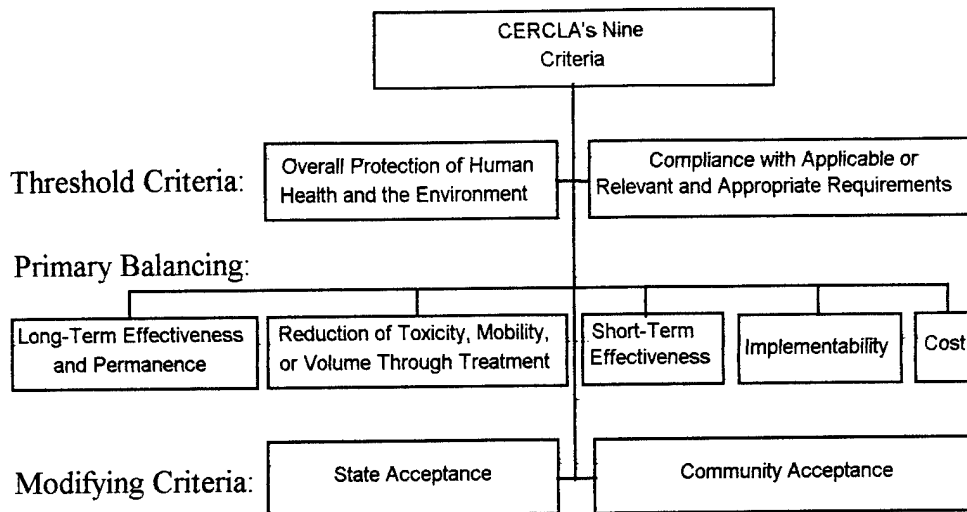 CERCLA's Nine
Criteria
Threshold Criteria:
Overall Protection of Human
Health and the Environment
Compliance with Applicable or
Relevant and Appropriate Requirements
Primary Balancing:
Long-Term Effectiveness
and Permanence
Reduction of Toxicity, Mobility,
or Volume Through Treatment
Short-Term
Effectiveness
Implementability
Cost
Modifying Criteria:
State Acceptance
Community Acceptance